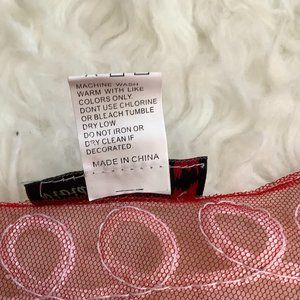 MACHINE WASH
WARM WITH LIKE
COLORS ONLY
DONT USE CHLORINE
OR BLEACH TUMBLE
DRY LOW
DO NOT IRON OR
DRY CLEAN IF
DECORATED
MADE IN CHINA